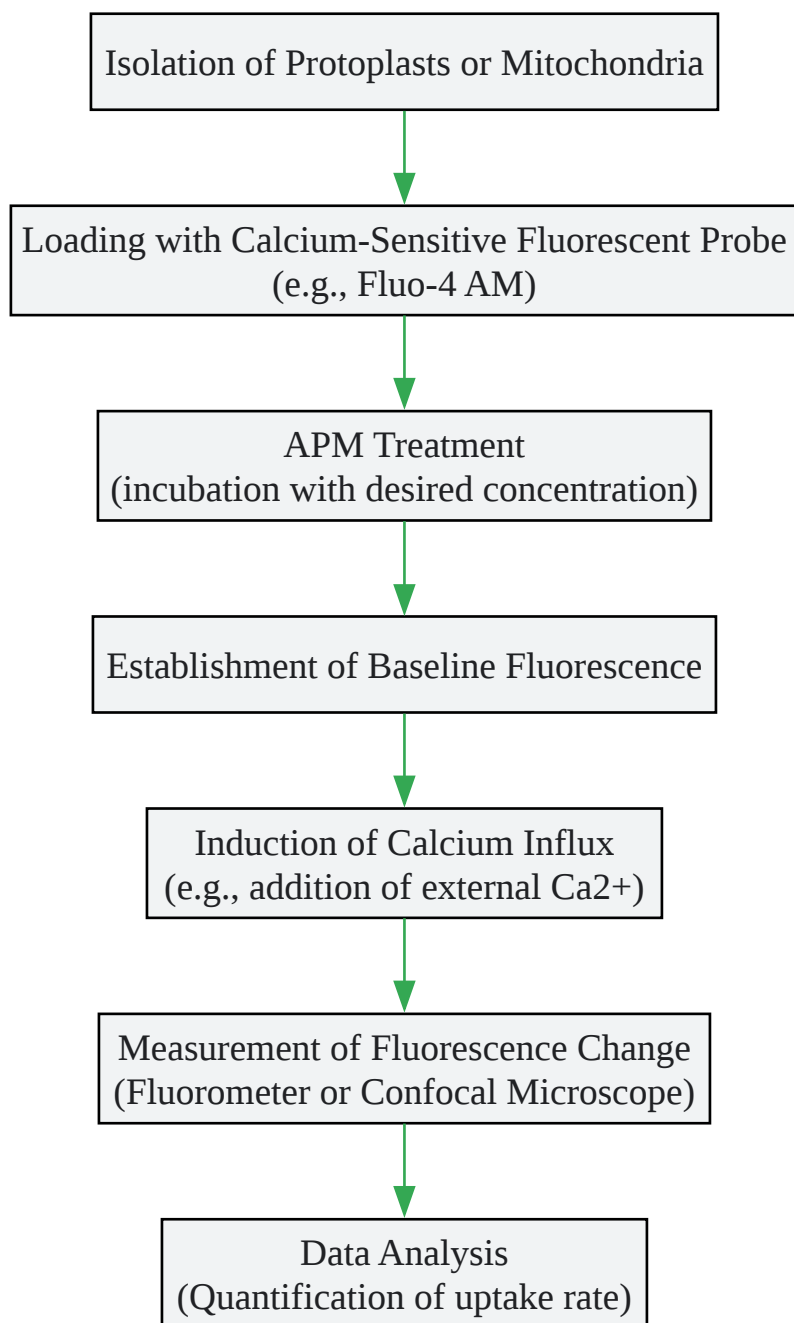 Isolation of Protoplasts or Mitochondria
Loading with Calcium-Sensitive Fluorescent Probe
(e.g., Fluo-4 AM)
APM Treatment
(incubation with desired concentration)
Establishment of Baseline Fluorescence
Induction of Calcium Influx
(e.g., addition of external Ca2+)
Measurement of Fluorescence Change
(Fluorometer or Confocal Microscope)
Data Analysis
(Quantification of uptake rate)